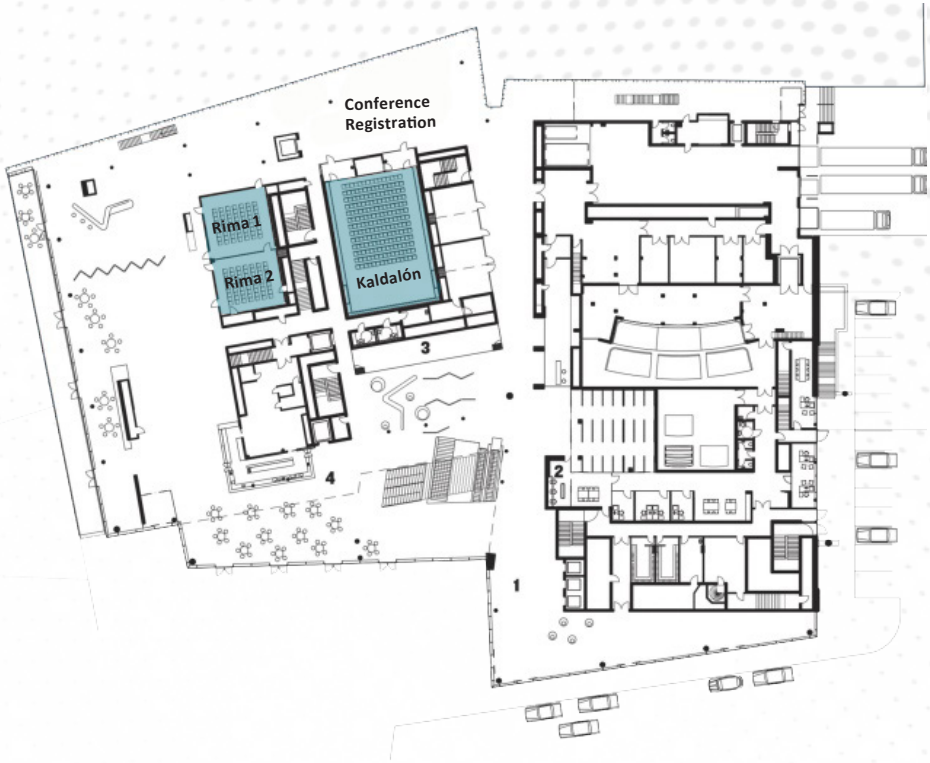 Conference
Registration
Rima 1
Rima 2
Kaldalón
3
2
4
1